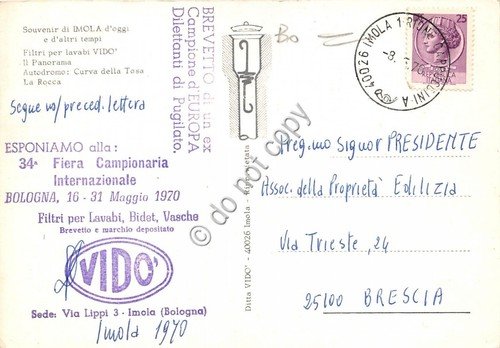 Souvenir di IMOLA d'oggi
e d'altri tempi
Filtri per lavabi VIDO'
Il Panorama
Autodromo: Curva della Tosa
La Rocca
Segue ns/preced. lettera
ESPONIAMO alla:
34ª Fiera Campionaria
Internazionale
BOLOGNA, 16 - 31 Maggio 1970
Filtri per Lavabi, Bidet, Vasche
Brevetto e marchio depositato
VIDO'
Sede: Via Lippi 3 - Imola (Bologna)
Imola 1970
BREVETTO di un ex
Campione d'EUROPA
Dilettanti di Pugilato.
Ditta VIDO' - 40026 Imola - Riproduz. vietata
Bo
40026 IMOLA 1
25
Preg.mo Signor PRESIDENTE
Assoc. della Proprietà Edilizia
Via Trieste, 24
25100 BRESCIA
do not copy